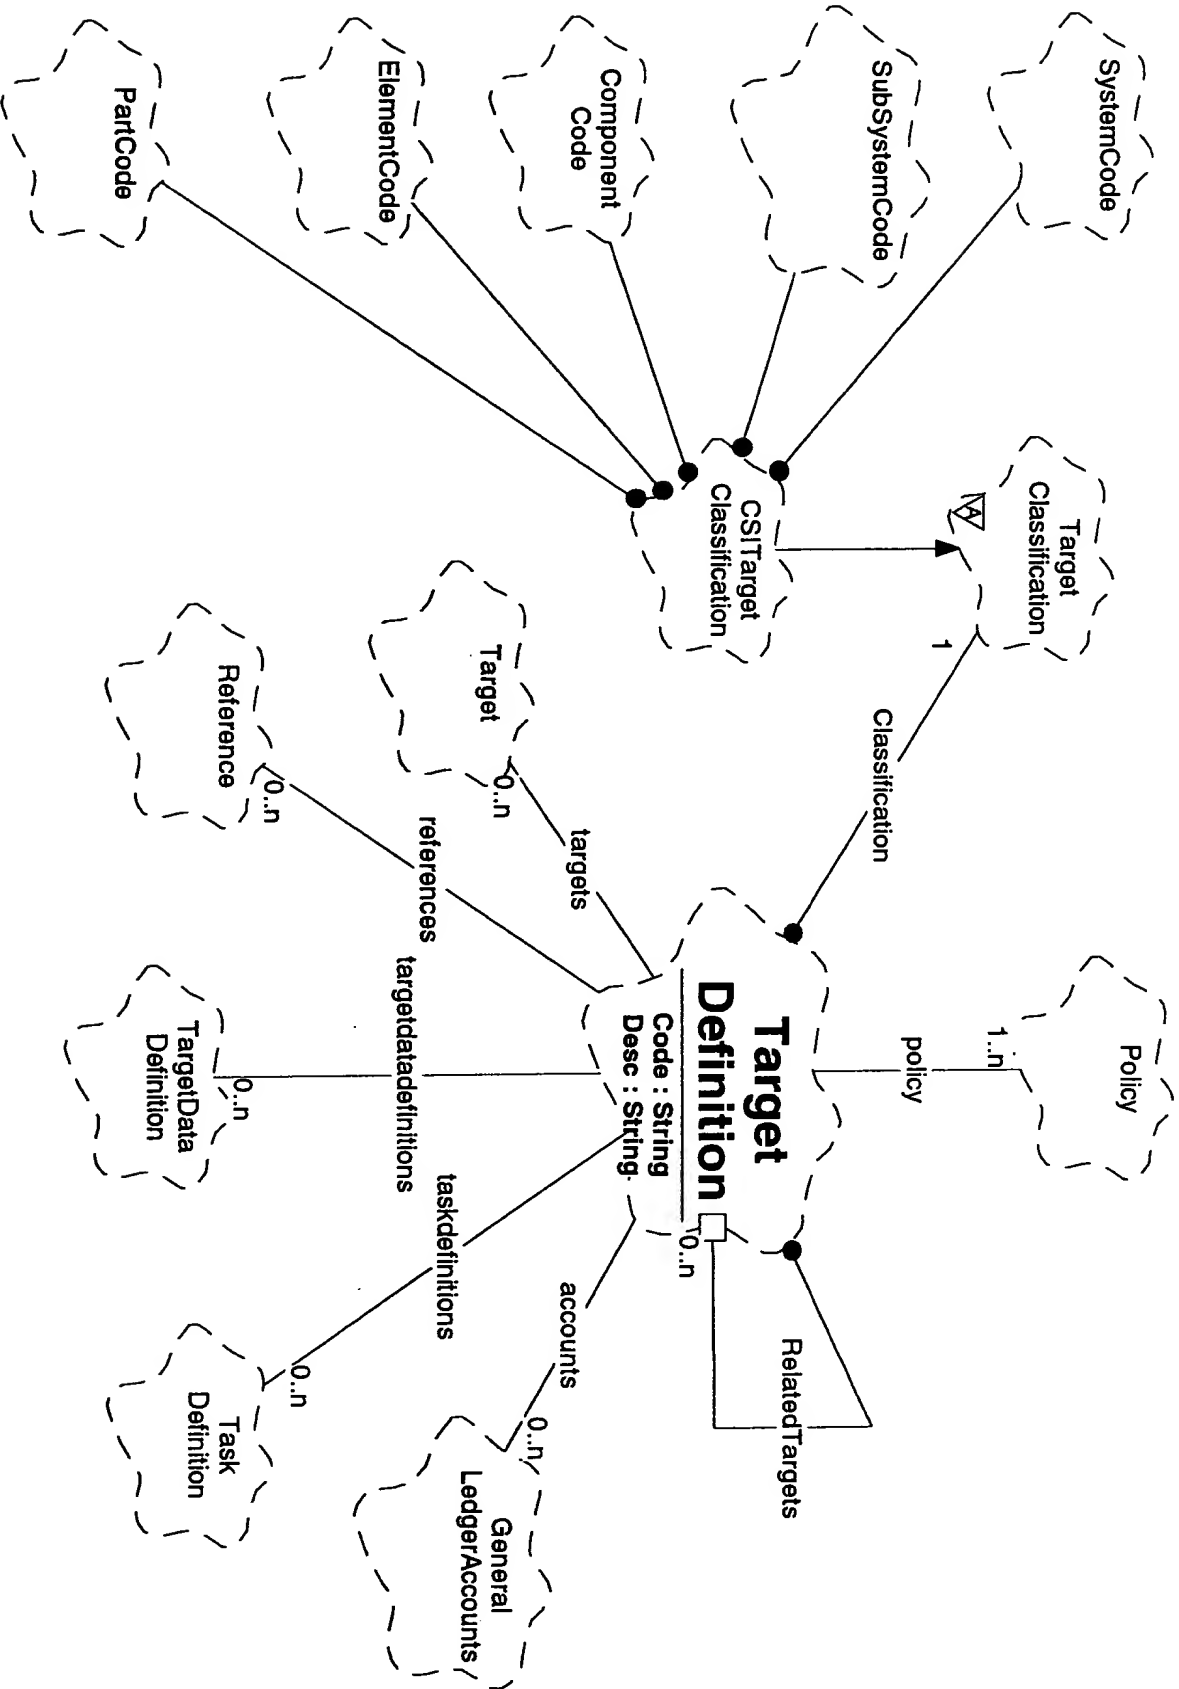 SystemCode
SubSystemCode
Component
Code
ElementCode
PartCode
Target
Classification
A
CSITarget
Classification
1
Classification
Policy
1..n
policy
Target
Definition
Code : String
Desc : String
0..n
RelatedTargets
Target
0..n
targets
Reference
0..n
references
TargetData
Definition
0..n
targetdatadefinitions
Task
Definition
0..n
taskdefinitions
General
LedgerAccounts
0..n
accounts